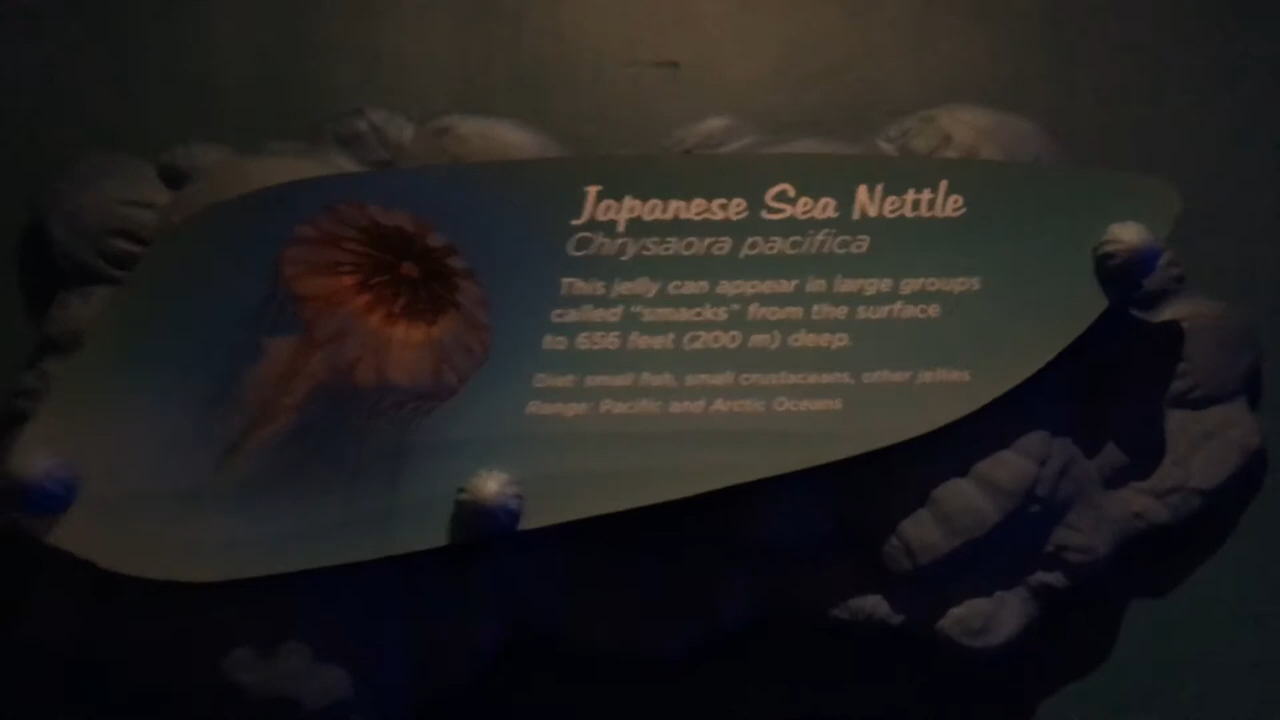 Japanese Sea Nettle
Chrysaora pacifica
This jelly can appear in large groups
called “smacks” from the surface
to 656 feet (200 m) deep.
Diet: small fish, small crustaceans, other jellies
Range: Pacific and Arctic Oceans